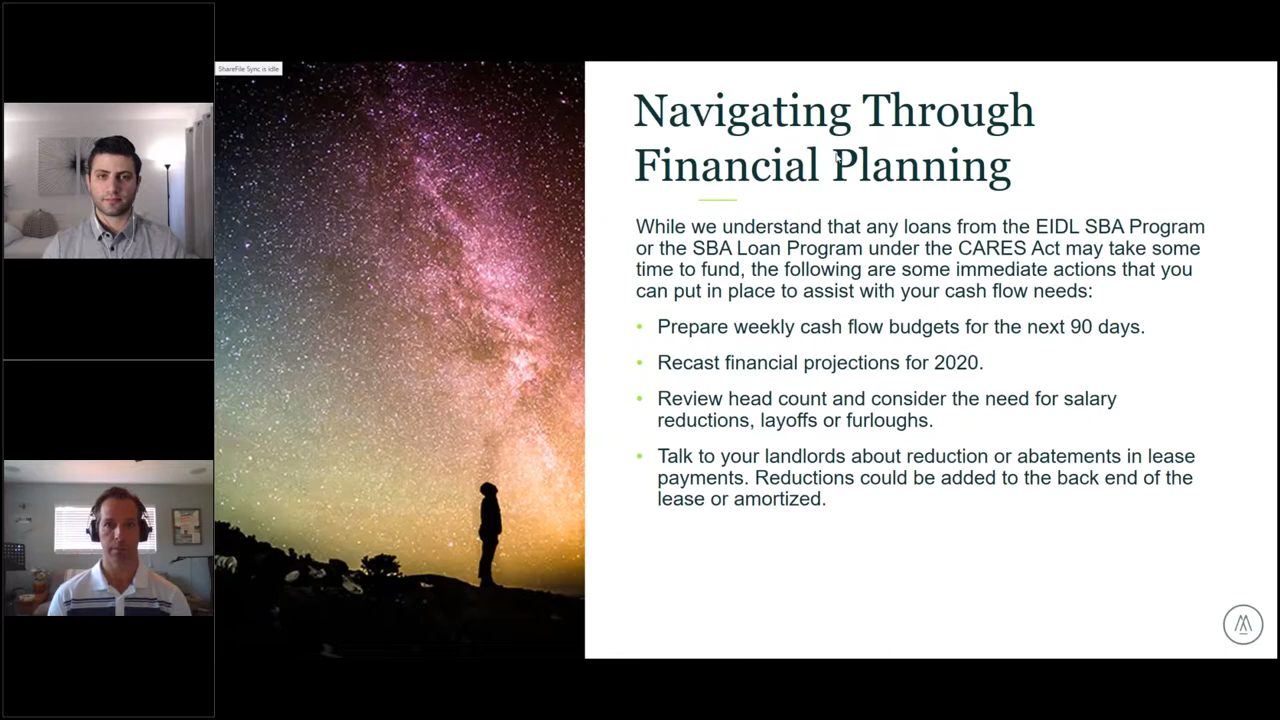 ShareFile Sync is Idle
Navigating Through
Financial Planning
While we understand that any loans from the EIDL SBA Program
or the SBA Loan Program under the CARES Act may take some
time to fund, the following are some immediate actions that you
can put in place to assist with your cash flow needs:
• Prepare weekly cash flow budgets for the next 90 days.
• Recast financial projections for 2020.
• Review head count and consider the need for salary
reductions, layoffs or furloughs.
• Talk to your landlords about reduction or abatements in lease
payments. Reductions could be added to the back end of the
lease or amortized.